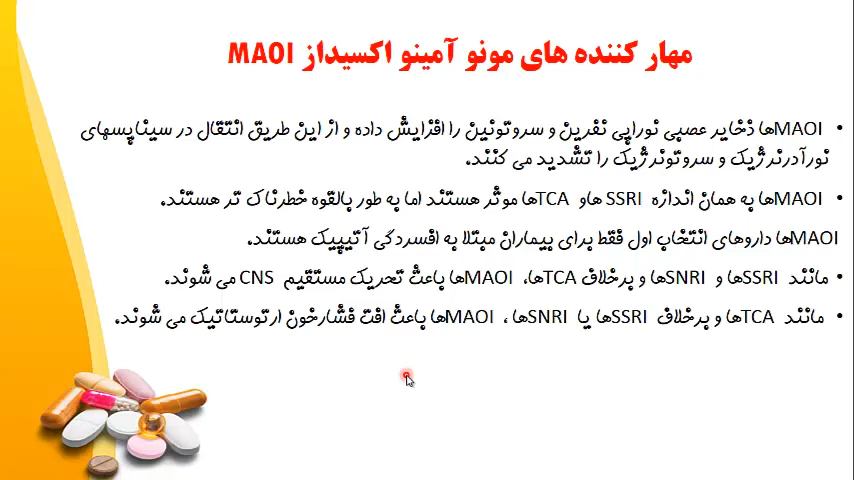 مهار کننده های مونو آمینو اکسیداز MAOI
• MAOIها ذخایر عصبی نوراپی نفرین و سروتونین را افزایش داده و از این طریق انتقال در سیناپسهای
نورآدرنرژیک و سروتونرژیک را تشدید می کنند.
• MAOIها به همان اندازه SSRI ها و TCAها موثر هستند اما به طور بالقوه خطرناک تر هستند.
MAOIها داروهای انتخاب اول فقط برای بیماران مبتلا به افسردگی آتیپیک هستند.
• مانند SSRIها و SNRIها و برخلاف TCAها، MAOIها باعث تحریک مستقیم CNS می شوند.
• مانند TCAها و برخلاف SSRIها یا SNRIها ، MAOIها باعث افت فشارخون ارتوستاتیک می شوند.